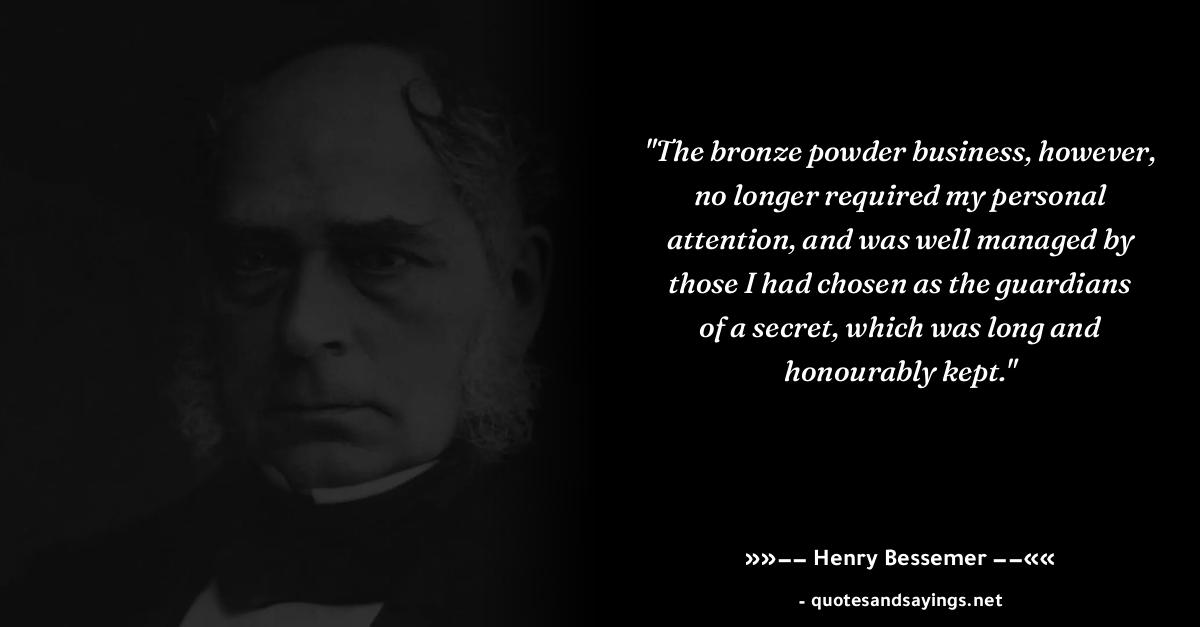 "The bronze powder business, however,
no longer required my personal
attention, and was well managed by
those I had chosen as the guardians
of a secret, which was long and
honourably kept."
»»−− Henry Bessemer −−««
- quotesandsayings.net